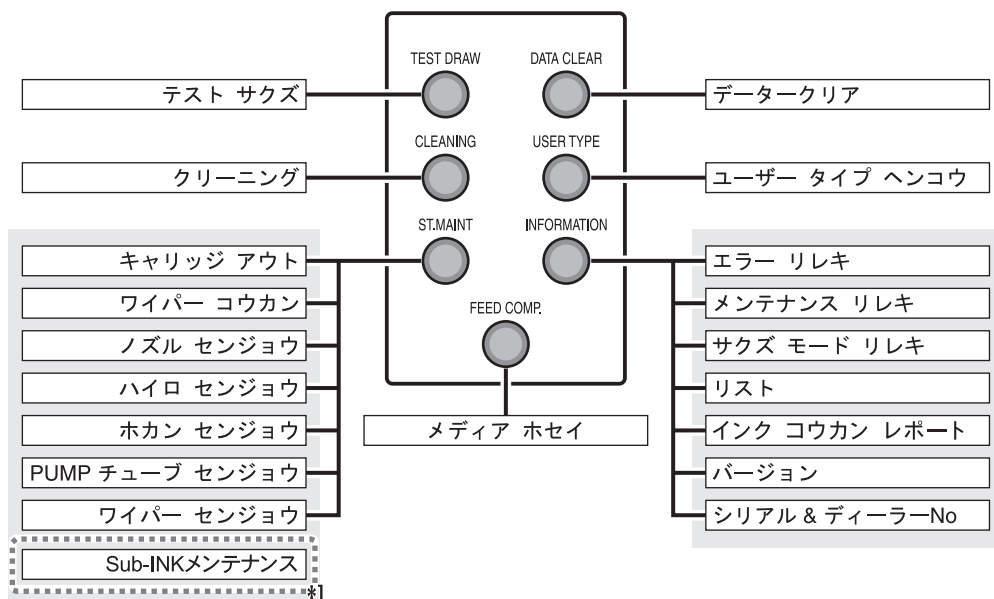 TEST DRAW
DATA CLEAR
テスト サクズ
データークリア
CLEANING
USER TYPE
クリーニング
ユーザー タイプ ヘンコウ
ST.MAINT
INFORMATION
キャリッジ アウト
ワイパー コウカン
ノズル センジョウ
ハイロ センジョウ
ホカン センジョウ
PUMP チューブ センジョウ
ワイパー センジョウ
Sub-INKメンテナンス
*1
FEED COMP.
メディア ホセイ
エラー リレキ
メンテナンス リレキ
サクズ モード リレキ
リスト
インク コウカン レポート
バージョン
シリアル & ディーラーNo